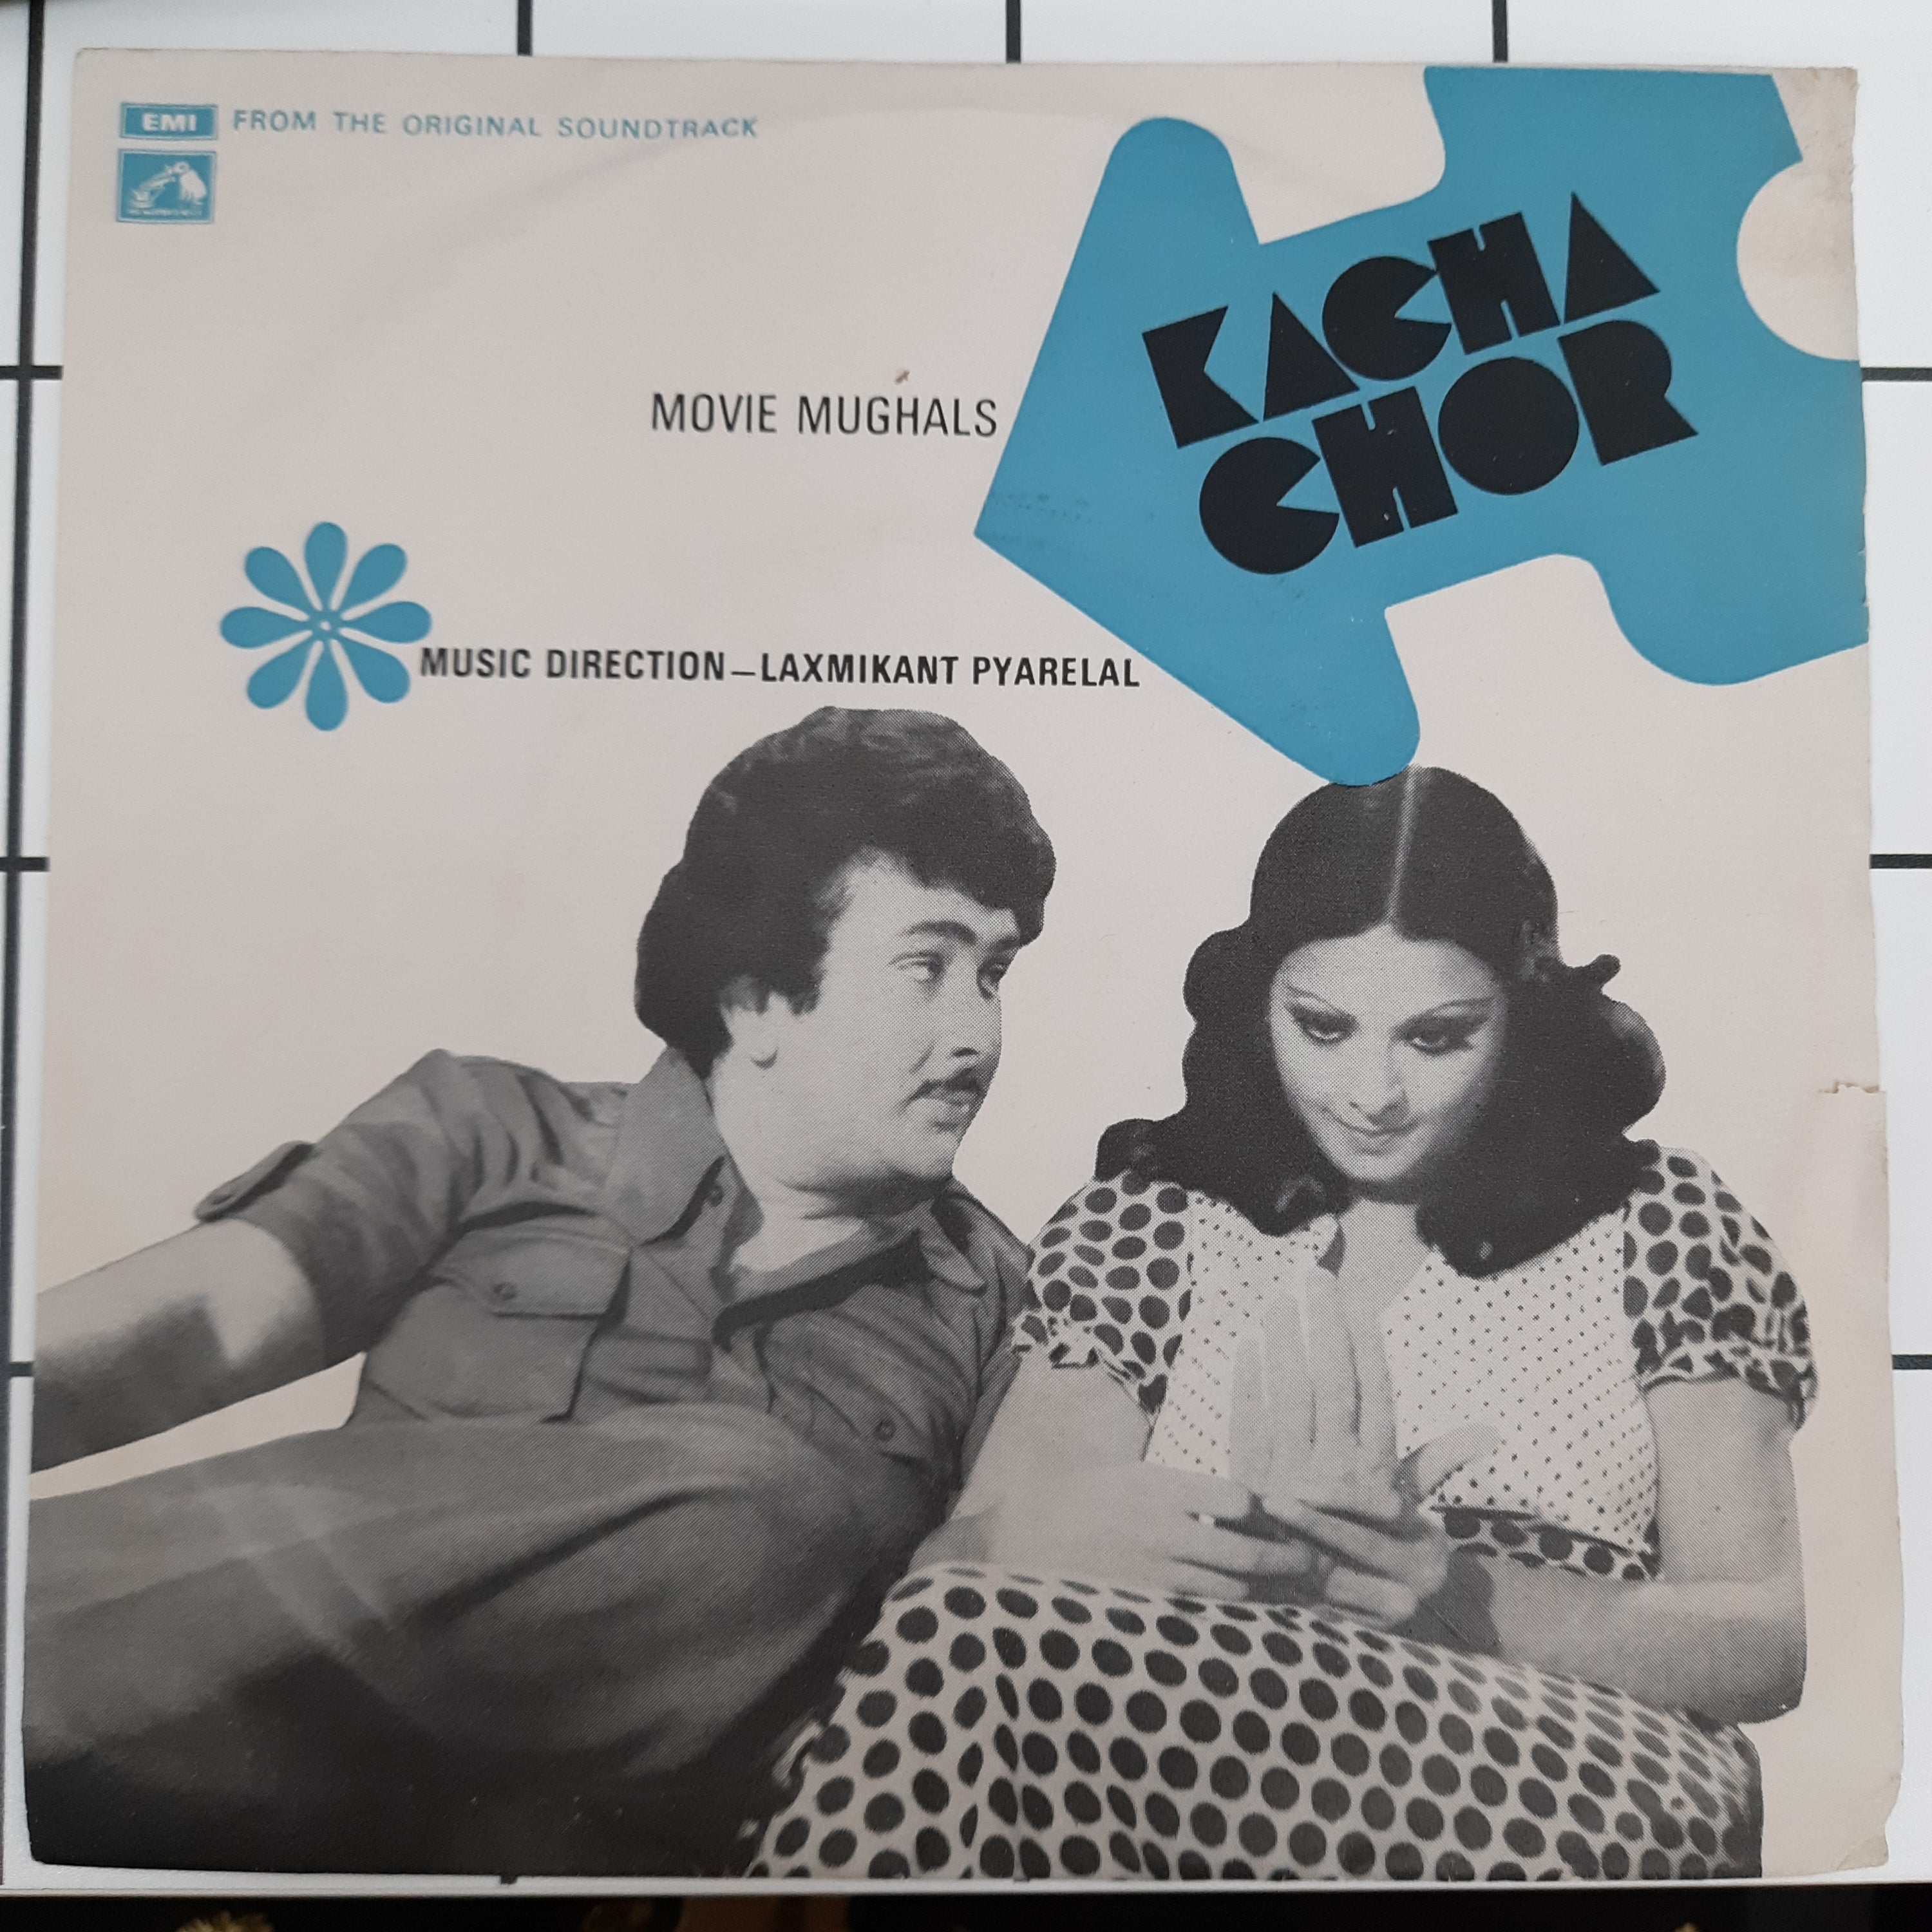 EMI FROM THE ORIGINAL SOUNDTRACK
KACHA
CHOR
MOVIE MUGHALS
MUSIC DIRECTION—LAXMIKANT PYARELAL